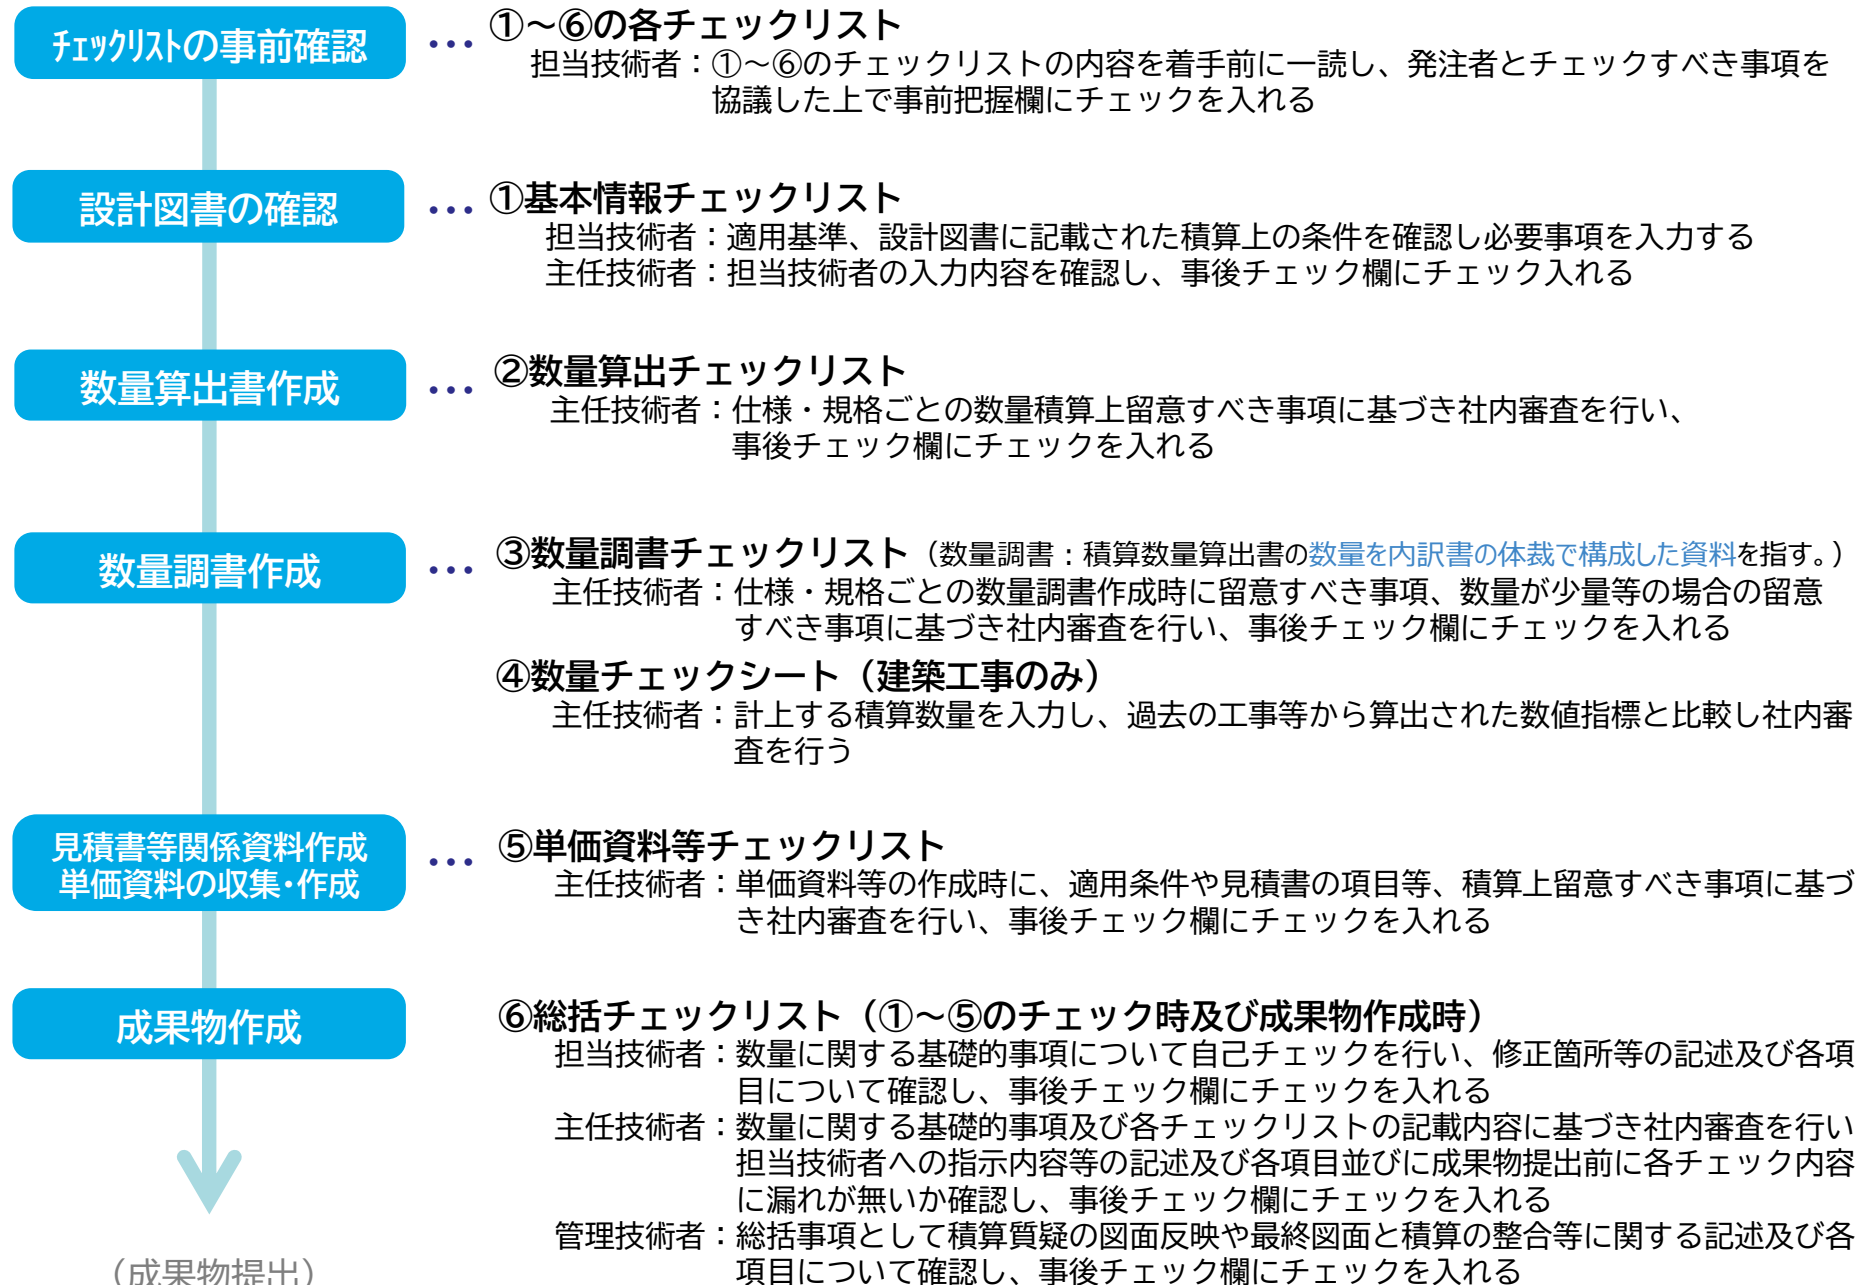 ﾁｪｯｸﾘｽﾄの事前確認
… ①～⑥の各チェックリスト
担当技術者：①～⑥のチェックリストの内容を着手前に一読し、発注者とチェックすべき事項を
協議した上で事前把握欄にチェックを入れる
設計図書の確認
… ①基本情報チェックリスト
担当技術者：適用基準、設計図書に記載された積算上の条件を確認し必要事項を入力する
主任技術者：担当技術者の入力内容を確認し、事後チェック欄にチェック入れる
数量算出書作成
… ②数量算出チェックリスト
主任技術者：仕様・規格ごとの数量積算上留意すべき事項に基づき社内審査を行い、
事後チェック欄にチェックを入れる
数量調書作成
… ③数量調書チェックリスト（数量調書：積算数量算出書の数量を内訳書の体裁で構成した資料を指す。）
主任技術者：仕様・規格ごとの数量調書作成時に留意すべき事項、数量が少量等の場合の留意
すべき事項に基づき社内審査を行い、事後チェック欄にチェックを入れる
④数量チェックシート（建築工事のみ）
主任技術者：計上する積算数量を入力し、過去の工事等から算出された数値指標と比較し社内審
査を行う
見積書等関係資料作成
単価資料の収集・作成
… ⑤単価資料等チェックリスト
主任技術者：単価資料等の作成時に、適用条件や見積書の項目等、積算上留意すべき事項に基づ
き社内審査を行い、事後チェック欄にチェックを入れる
成果物作成
⑥総括チェックリスト（①～⑤のチェック時及び成果物作成時）
担当技術者：数量に関する基礎的事項について自己チェックを行い、修正箇所等の記述及び各項
目について確認し、事後チェック欄にチェックを入れる
主任技術者：数量に関する基礎的事項及び各チェックリストの記載内容に基づき社内審査を行い
担当技術者への指示内容等の記述及び各項目並びに成果物提出前に各チェック内容
に漏れが無いか確認し、事後チェック欄にチェックを入れる
管理技術者：総括事項として積算質疑の図面反映や最終図面と積算の整合等に関する記述及び各
項目について確認し、事後チェック欄にチェックを入れる
（成果物提出）